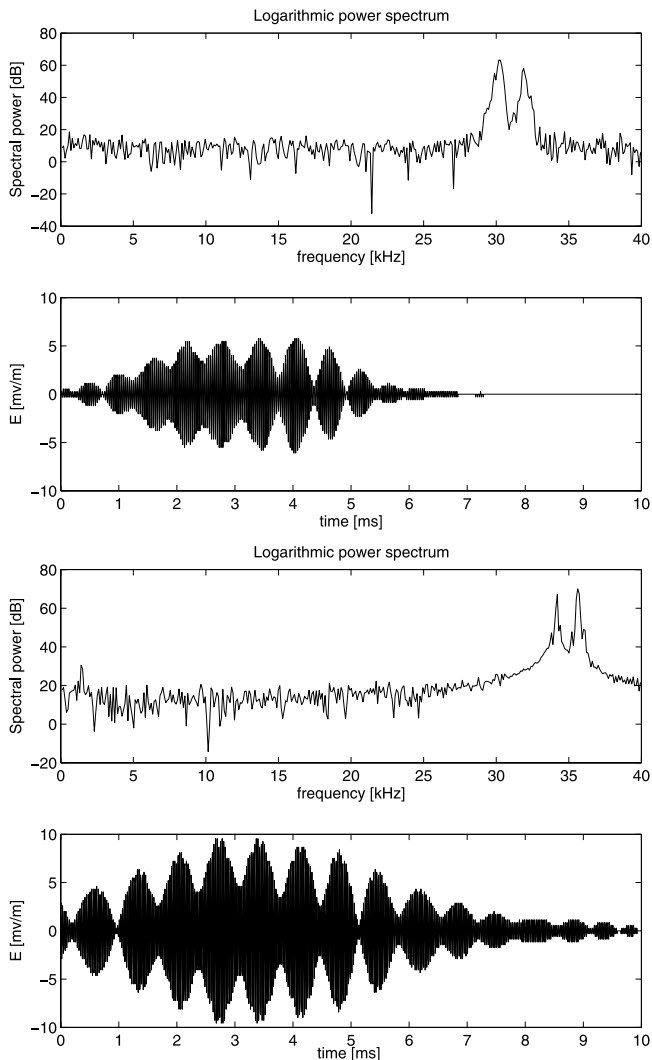 Logarithmic power spectrum
80
60
40
20
0
−20
−40
Spectral power [dB]
0 5 10 15 20 25 30 35 40
frequency [kHz]
10
5
0
−5
−10
E [mv/m]
0 1 2 3 4 5 6 7 8 9 10
time [ms]
Logarithmic power spectrum
80
60
40
20
0
−20
Spectral power [dB]
0 5 10 15 20 25 30 35 40
frequency [kHz]
10
5
0
−5
−10
E [mv/m]
0 1 2 3 4 5 6 7 8 9 10
time [ms]